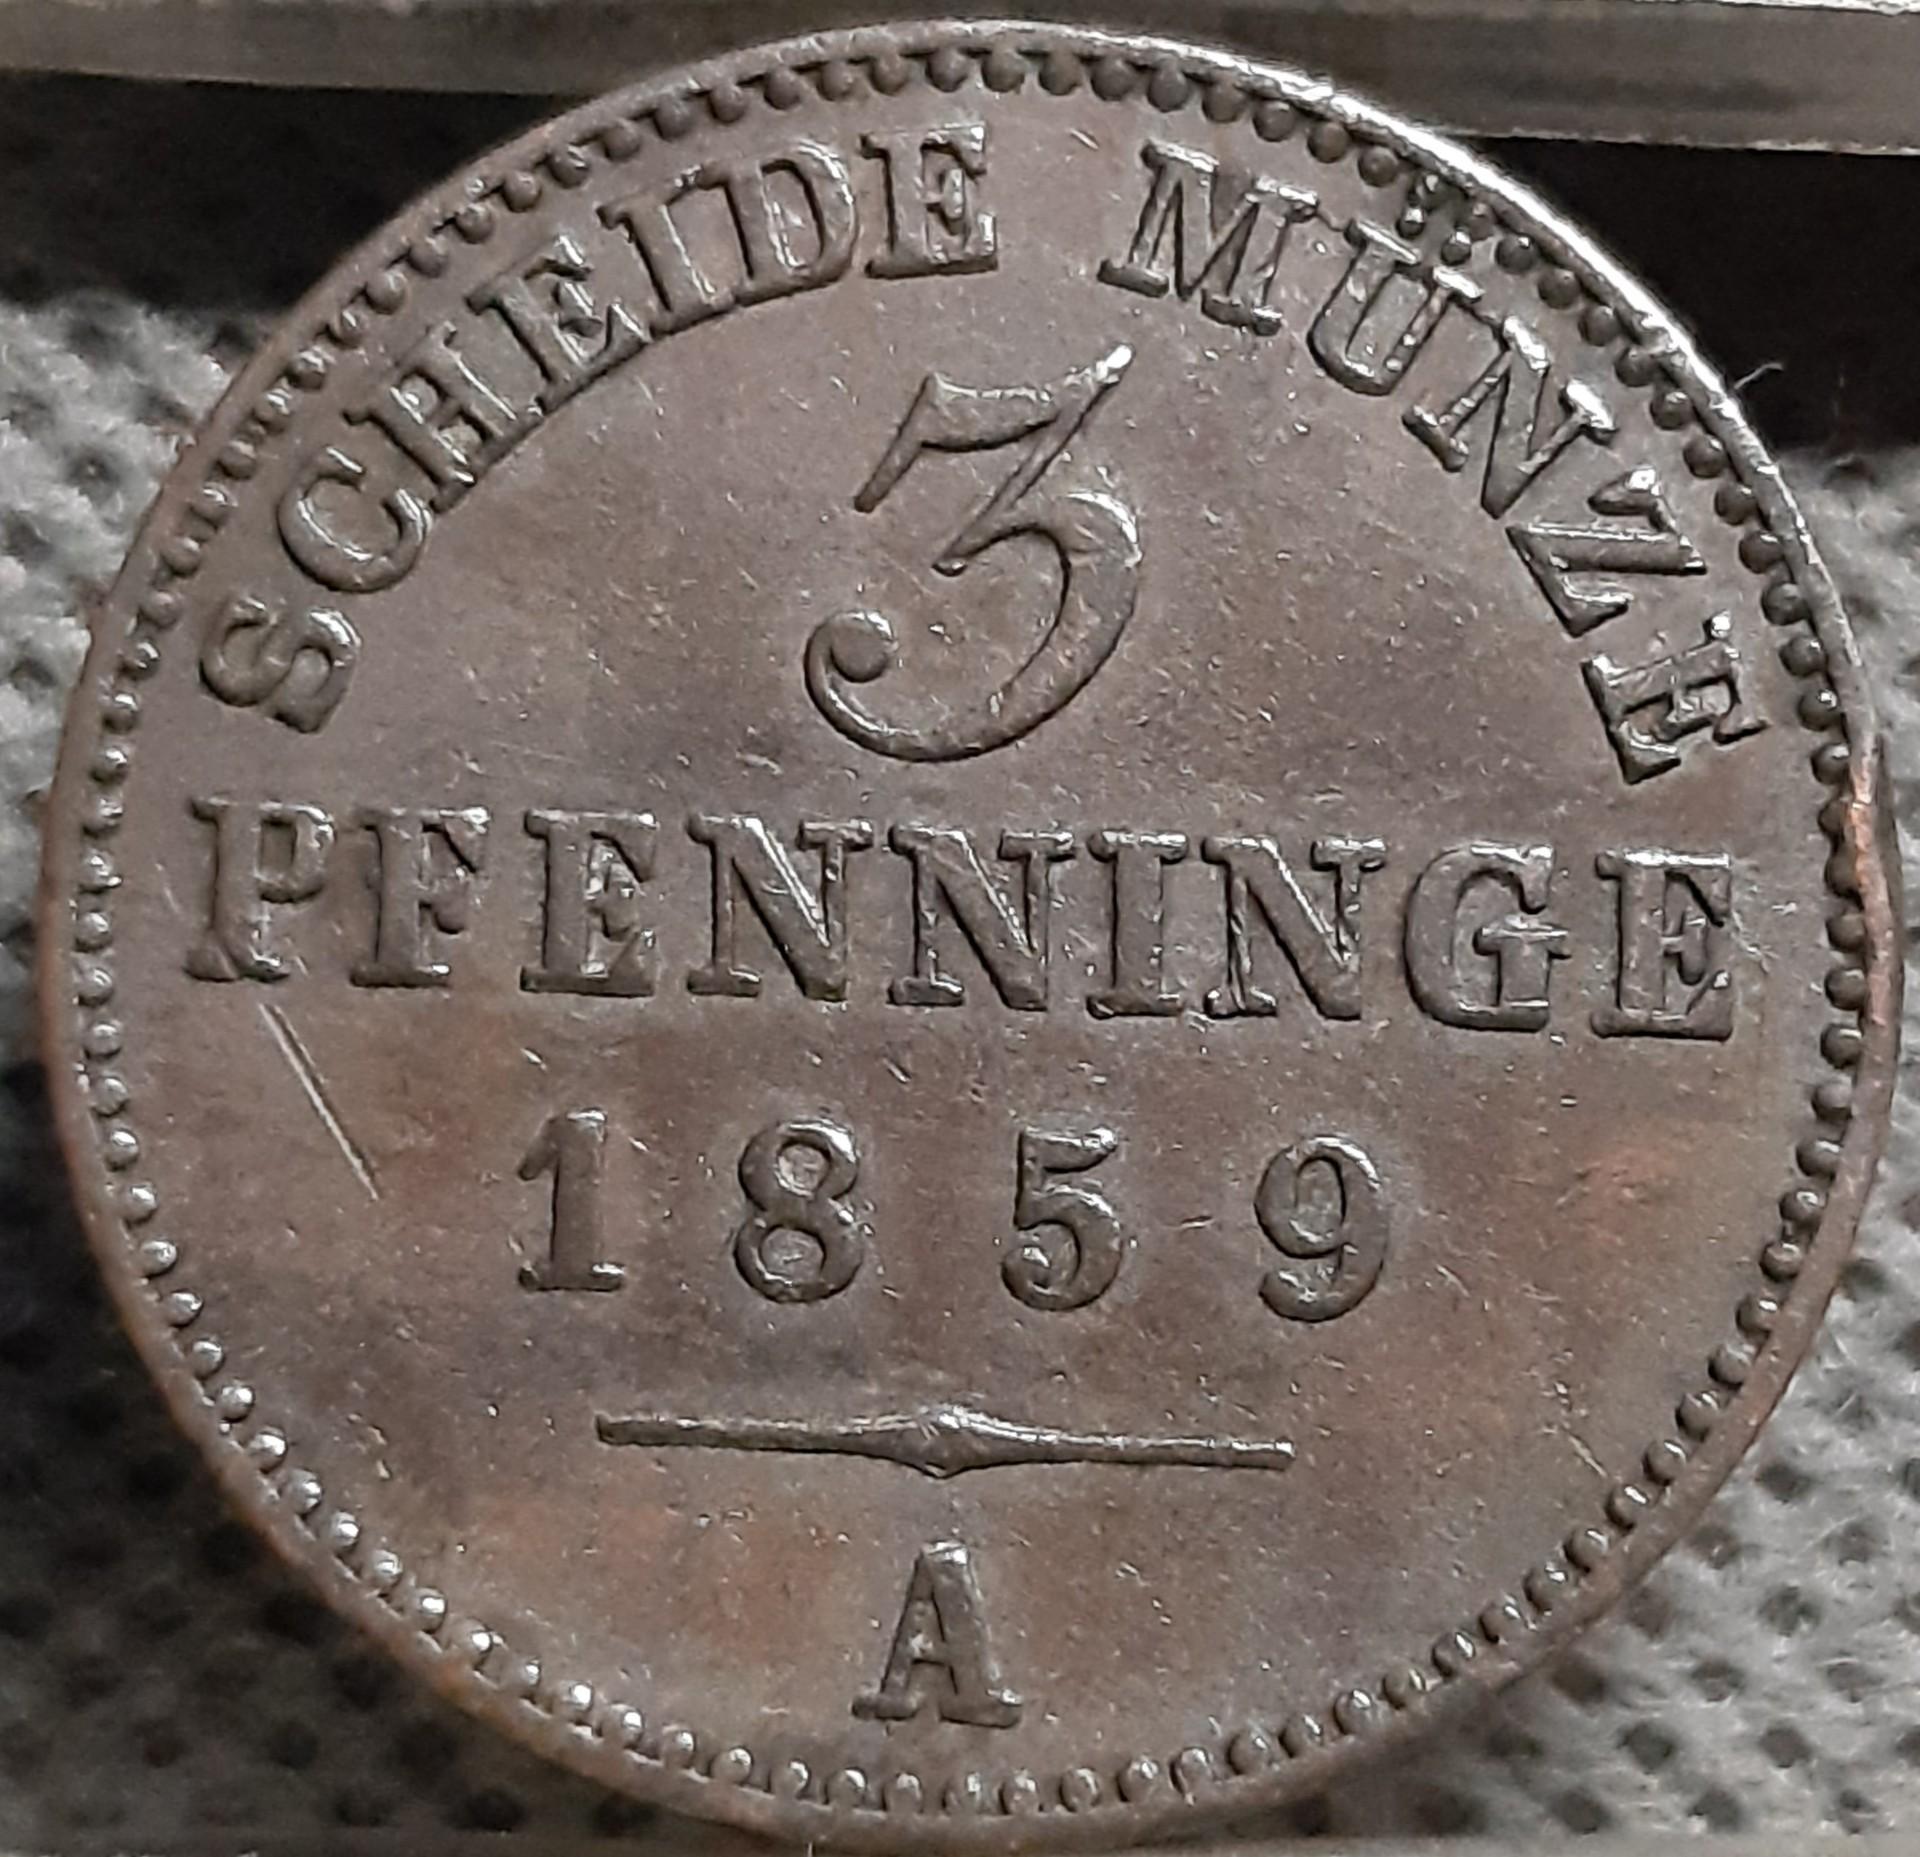 SCHEIDE MÜNZE
3
PFENNINGE
1859
A